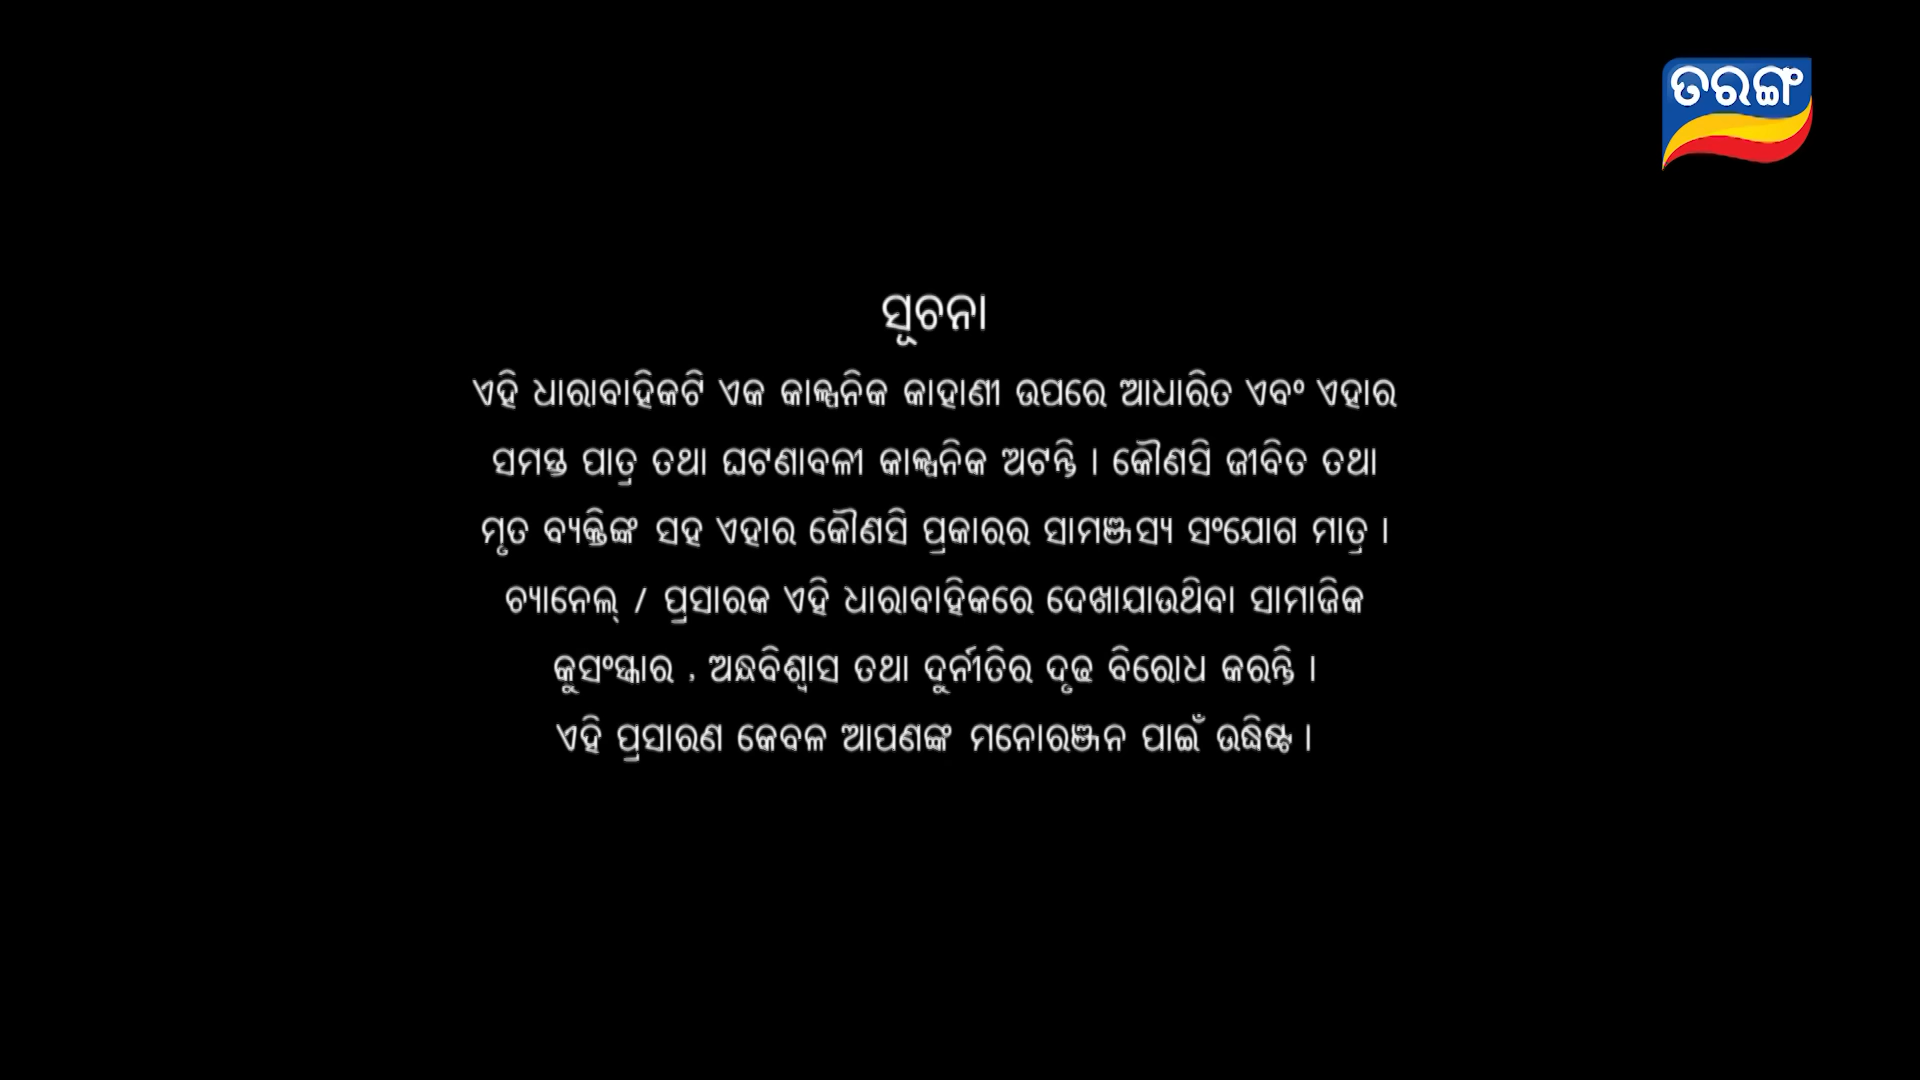 ତରଙ୍ଗ
ସୂଚନା
ଏହି ଧାରାବାହିକଟି ଏକ କାଳ୍ପନିକ କାହାଣୀ ଉପରେ ଆଧାରିତ ଏବଂ ଏହାର
ସମସ୍ତ ପାତ୍ର ତଥା ଘଟଣାବଳୀ କାଳ୍ପନିକ ଅଟନ୍ତି । କୌଣସି ଜୀବିତ ତଥା
ମୃତ ବ୍ୟକ୍ତିଙ୍କ ସହ ଏହାର କୌଣସି ପ୍ରକାରର ସାମଞ୍ଜସ୍ୟ ସଂଯୋଗ ମାତ୍ର ।
ଚ୍ୟାନେଲ୍ / ପ୍ରସାରକ ଏହି ଧାରାବାହିକରେ ଦେଖାଯାଉଥିବା ସାମାଜିକ
କୁସଂସ୍କାର , ଅନ୍ଧବିଶ୍ୱାସ ତଥା ଦୁର୍ନୀତିର ଦୃଢ ବିରୋଧ କରନ୍ତି ।
ଏହି ପ୍ରସାରଣ କେବଳ ଆପଣଙ୍କ ମନୋରଞ୍ଜନ ପାଇଁ ଉଦ୍ଧିଷ୍ଟ ।